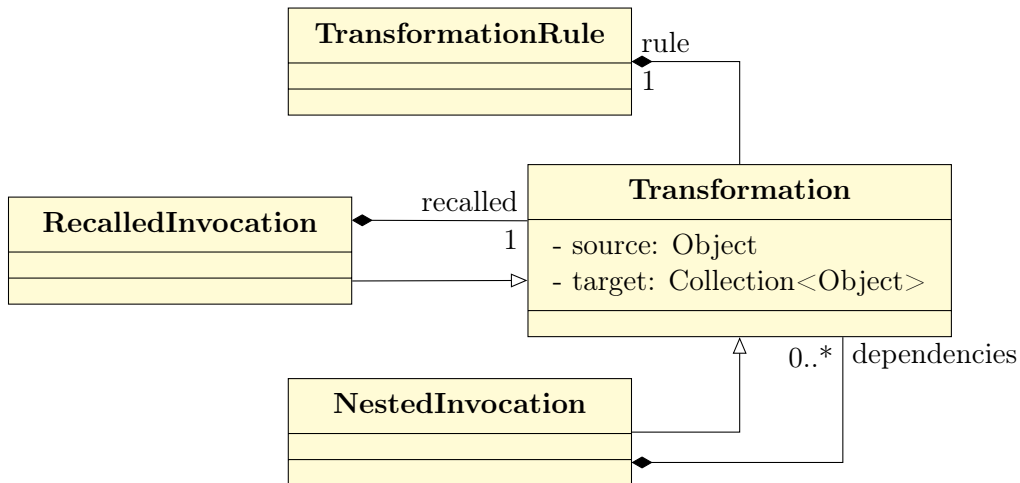 TransformationRule
rule
1
Transformation
- source: Object
- target: Collection<Object>
RecalledInvocation
recalled
1
0..*
dependencies
NestedInvocation